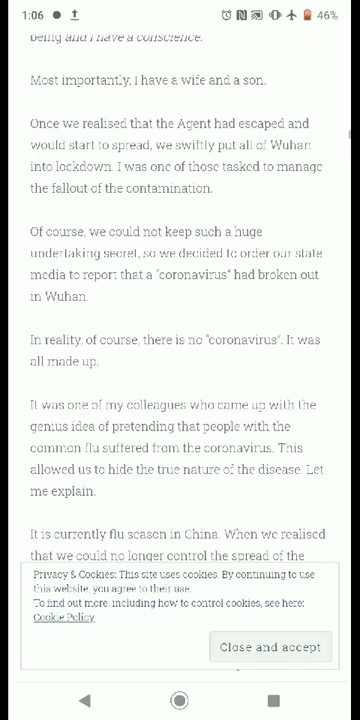 1:06
46%
being and I have a conscience.
Most importantly, I have a wife and a son.
Once we realised that the Agent had escaped and
would start to spread, we swiftly put all of Wuhan
into lockdown. I was one of those tasked to manage
the fallout of the contamination.
Of course, we could not keep such a huge
undertaking secret, so we decided to order our state
media to report that a "coronavirus" had broken out
in Wuhan.
In reality, of course, there is no "coronavirus". It was
all made up.
It was one of my colleagues who came up with the
genius idea of pretending that people with the
common flu suffered from the coronavirus. This
allowed us to hide the true nature of the disease. Let
me explain.
It is currently flu season in China. When we realised
that we could no longer control the spread of the
Privacy & Cookies: This site uses cookies. By continuing to use
this website, you agree to their use.
To find out more, including how to control cookies, see here:
Cookie Policy
Close and accept